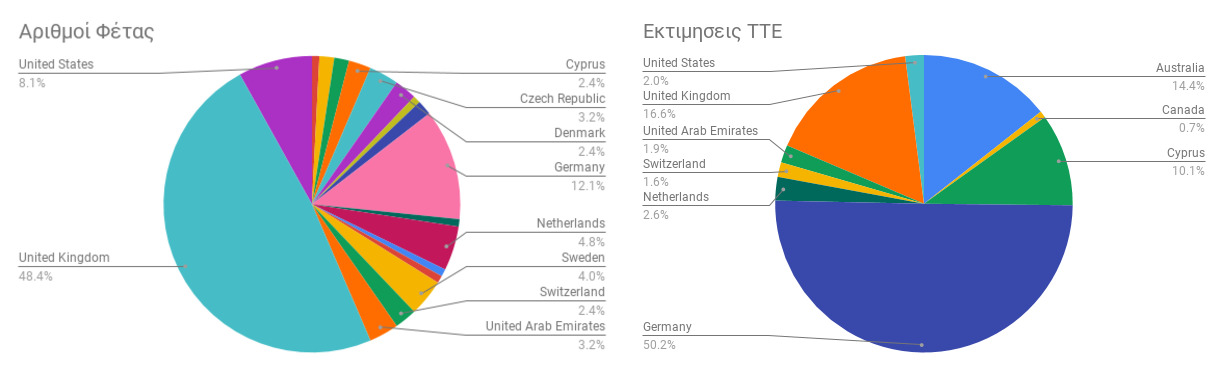 Αριθμοί Φέτας
United States
8.1%
Cyprus
2.4%
Czech Republic
3.2%
Denmark
2.4%
Germany
12.1%
Netherlands
4.8%
United Kingdom
48.4%
Sweden
4.0%
Switzerland
2.4%
United Arab Emirates
3.2%
Εκτιμησεις ΤΤΕ
United States
2.0%
United Kingdom
16.6%
United Arab Emirates
1.9%
Switzerland
1.6%
Netherlands
2.6%
Germany
50.2%
Australia
14.4%
Canada
0.7%
Cyprus
10.1%